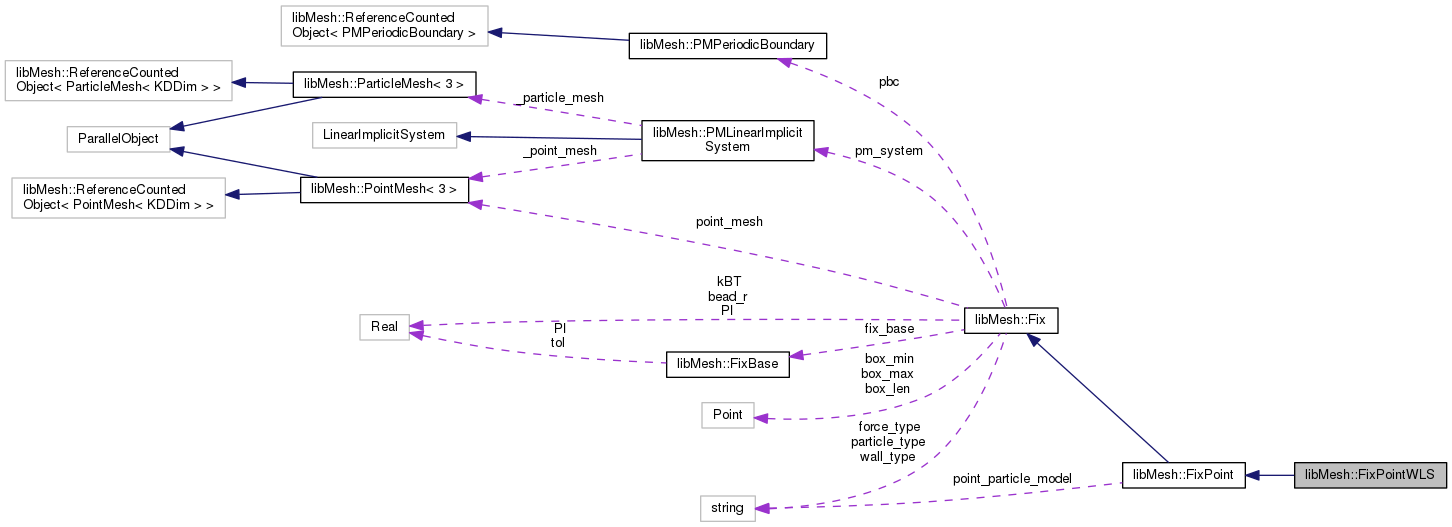 libMesh::ReferenceCounted
Object< PMPeriodicBoundary >
libMesh::PMPeriodicBoundary
libMesh::ReferenceCounted
Object< ParticleMesh< KDDim > >
libMesh::ParticleMesh< 3 >
pbc
_particle_mesh
ParallelObject
LinearImplicitSystem
libMesh::PMLinearImplicit
System
_point_mesh
pm_system
libMesh::ReferenceCounted
Object< PointMesh< KDDim > >
libMesh::PointMesh< 3 >
point_mesh
kBT
bead_r
PI
Real
libMesh::Fix
PI
tol
fix_base
libMesh::FixBase
box_min
box_max
box_len
Point
force_type
particle_type
wall_type
point_particle_model
libMesh::FixPoint
libMesh::FixPointWLS
string